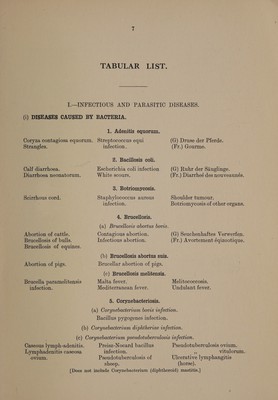 7
TABULAR LIST.
I.—INFECTIOUS AND PARASITIC DISEASES.
(i) DISEASES CAUSED BY BACTERIA.
1. Adenitis equorum.
Coryza contagiosa equorum. Streptococcus equi (G) Druse der Pferde.
Strangles. infection. (Fr.) Gourme.
2. Bacillosis coli.
Calf diarrhœa. Escherichia coli infection (G) Ruhr der Säuglinge.
Diarrhœa neonatorum. White scours. (Fr.) Diarrheé des nouveaunés.
3. Botriomycosis.
Scirrhous cord. Staphylococcus aureus Shoulder tumour.
infection. Botriomycosis of other organs.
4. Brucellosis.
(a) Brucellosis abortus bovis.
Abortion of cattle. Contagious abortion. (G) Seuchenhaftes Verwerfen.
Brucellosis of bulls. Infectious abortion. (Fr.) Avortement épizootique.
Brucellosis of equines.
(b) Brucellosis abortus suis.
Abortion of pigs. Brucellar abortion of pigs.
(c) Brucellosis melitensis.
Brucella paramelitensis Malta fever. Melitococcosis.
infection. Mediterranean fever. Undulant fever.
5. Corynebacteriosis.
(a) Corynebacterium bovis infection.
Bacillus pyogenes infection.
(b) Corynebacterium diphtheriae infection.
(c) Corynebacterium pseudotuberculosis infection.
Caseous lymph-adenitis. Preisz-Nocard bacillus Pseudotuberculosis ovium.
Lymphadenitis caseosa infection. " vitulorum.
ovium. Pseudotuberculosis of Ulcerative lymphangitis
sheep. (horse).
(Does not include Corynebacterium (diphtheroid) mastitis.)